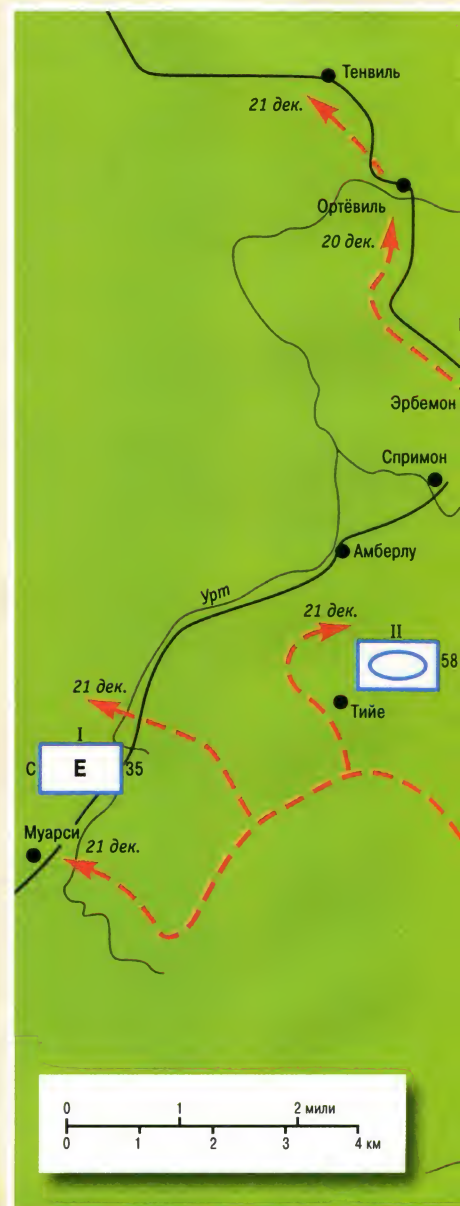 Тенвиль
21 дек.
Ортёвиль
20 дек.
Эрбемон
Спримон
Амберлу
Урт
21 дек.
II
58
21 дек.
Тийе
I
С Е 35
Муарси
21 дек.
0 1 2 мили
0 1 2 3 4 км